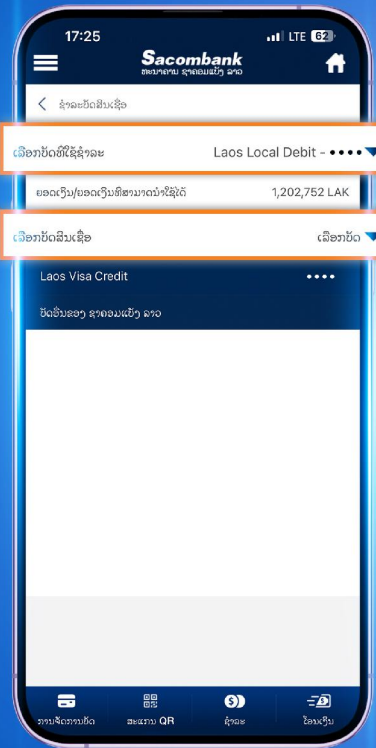 17:25 LTE 62
Sacombank
ທະນາຄານ ຊາຄອມແບັງ ລາວ
ຊຳລະບັດສິນເຊື່ອ
ເລືອກບັດທີ່ໃຊ້ຊຳລະ Laos Local Debit - ••••
ຍອດເງິນ/ຍອດເງິນທີ່ສາມາດນຳໃຊ້ໄດ້ 1,202,752 LAK
ເລືອກບັດສິນເຊື່ອ ເລືອກບັດ
Laos Visa Credit ••••
ບັດອື່ນຂອງ ຊາຄອມແບັງ ລາວ
ການຈັດການບັດ ສະແກນ QR ຊຳລະ ໂອນເງິນ